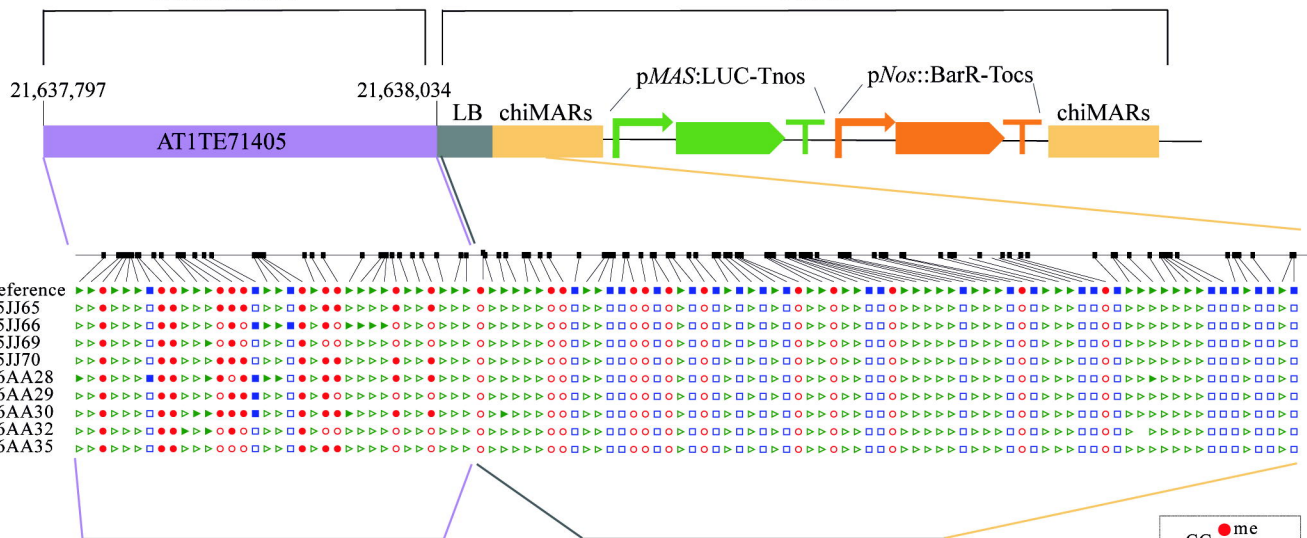 pMAS:LUC-Tnos
pNos::BarR-Tocs
21,637,797
21,638,034
LB
chiMARs
chiMARs
AT1TE71405
eference
5JJ65
5JJ66
5JJ69
5JJ70
6AA28
6AA29
6AA30
6AA32
6AA35
me